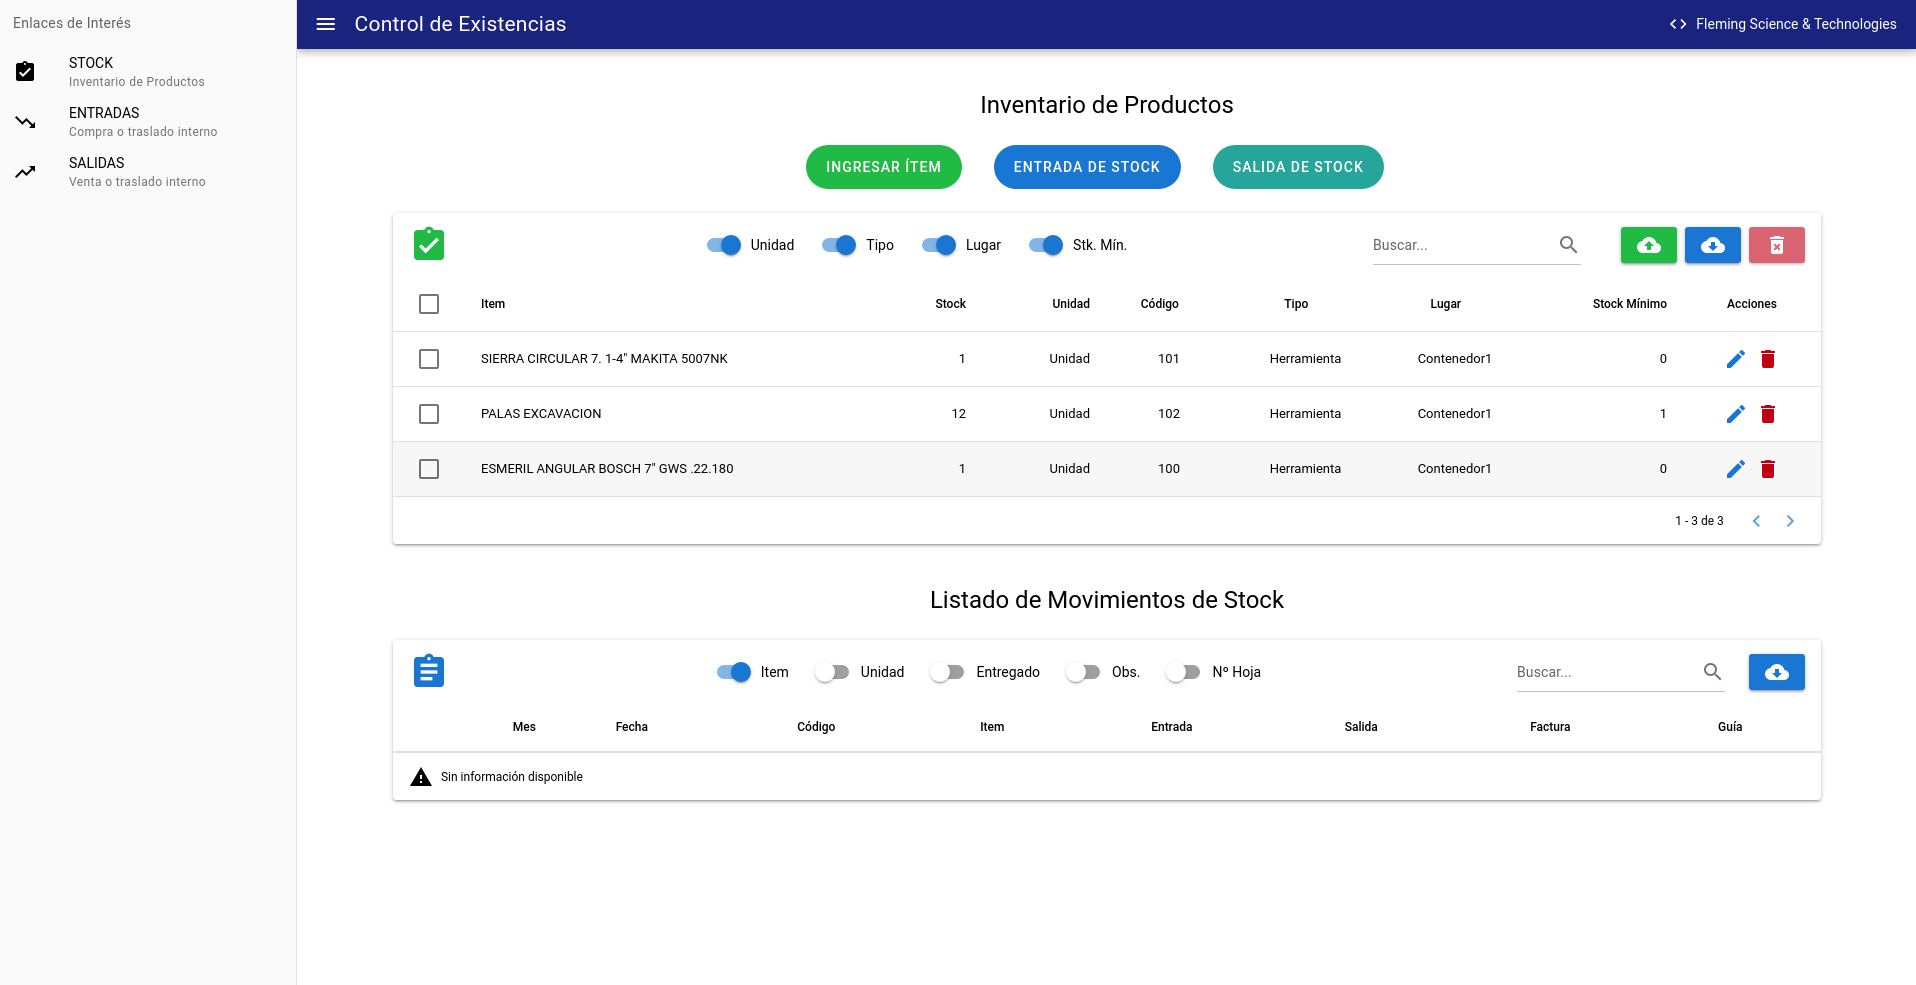 Enlaces de Interés
STOCK
Inventario de Productos
ENTRADAS
Compra o traslado interno
SALIDAS
Venta o traslado interno
Control de Existencias
Fleming Science & Technologies
Inventario de Productos
INGRESAR ÍTEM ENTRADA DE STOCK SALIDA DE STOCK
Unidad Tipo Lugar Stk. Mín. Buscar...
Item Stock Unidad Código Tipo Lugar Stock Mínimo Acciones
SIERRA CIRCULAR 7. 1-4" MAKITA 5007NK 1 Unidad 101 Herramienta Contenedor1 0
PALAS EXCAVACION 12 Unidad 102 Herramienta Contenedor1 1
ESMERIL ANGULAR BOSCH 7" GWS .22.180 1 Unidad 100 Herramienta Contenedor1 0
1 - 3 de 3
Listado de Movimientos de Stock
Item Unidad Entregado Obs. Nº Hoja Buscar...
Mes Fecha Código Item Entrada Salida Factura Guía
Sin información disponible